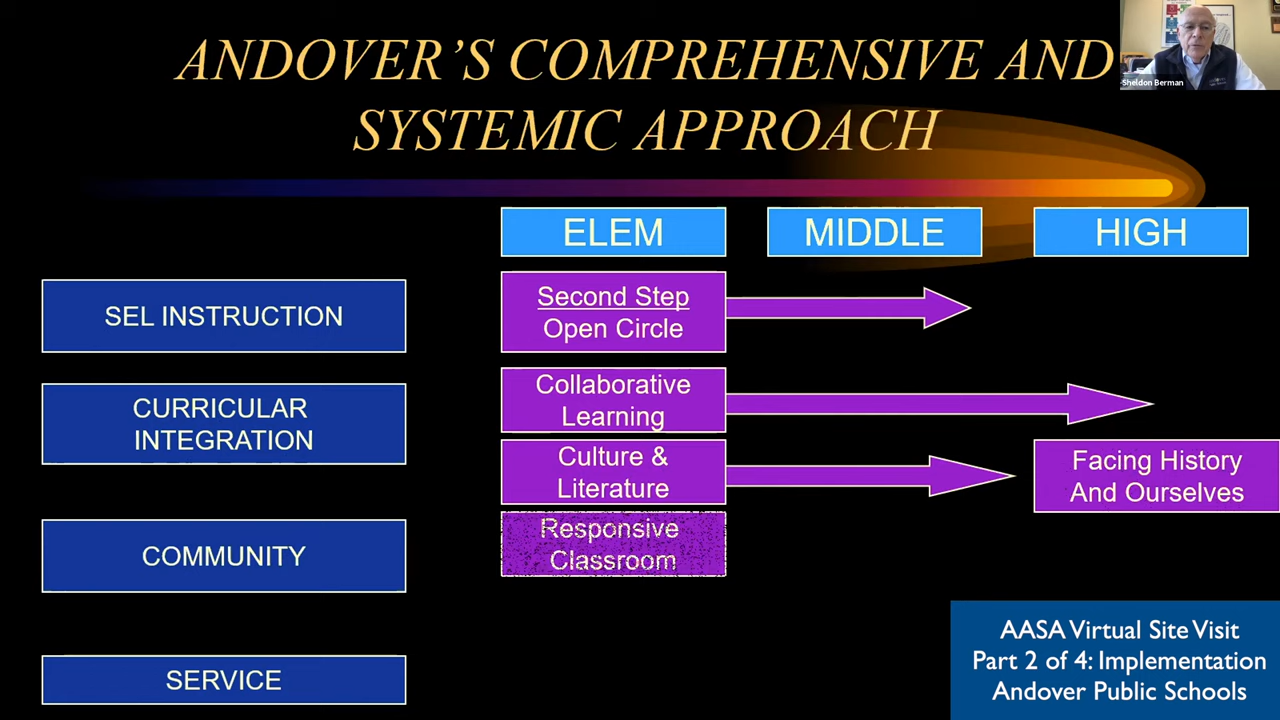 ANDOVER'S COMPREHENSIVE AND
SYSTEMIC APPROACH
Sheldon Berman
ELEM
MIDDLE
HIGH
SEL INSTRUCTION
Second Step
Open Circle
CURRICULAR
INTEGRATION
Collaborative
Learning
Culture &
Literature
Facing History
And Ourselves
COMMUNITY
Responsive
Classroom
SERVICE
AASA Virtual Site Visit
Part 2 of 4: Implementation
Andover Public Schools